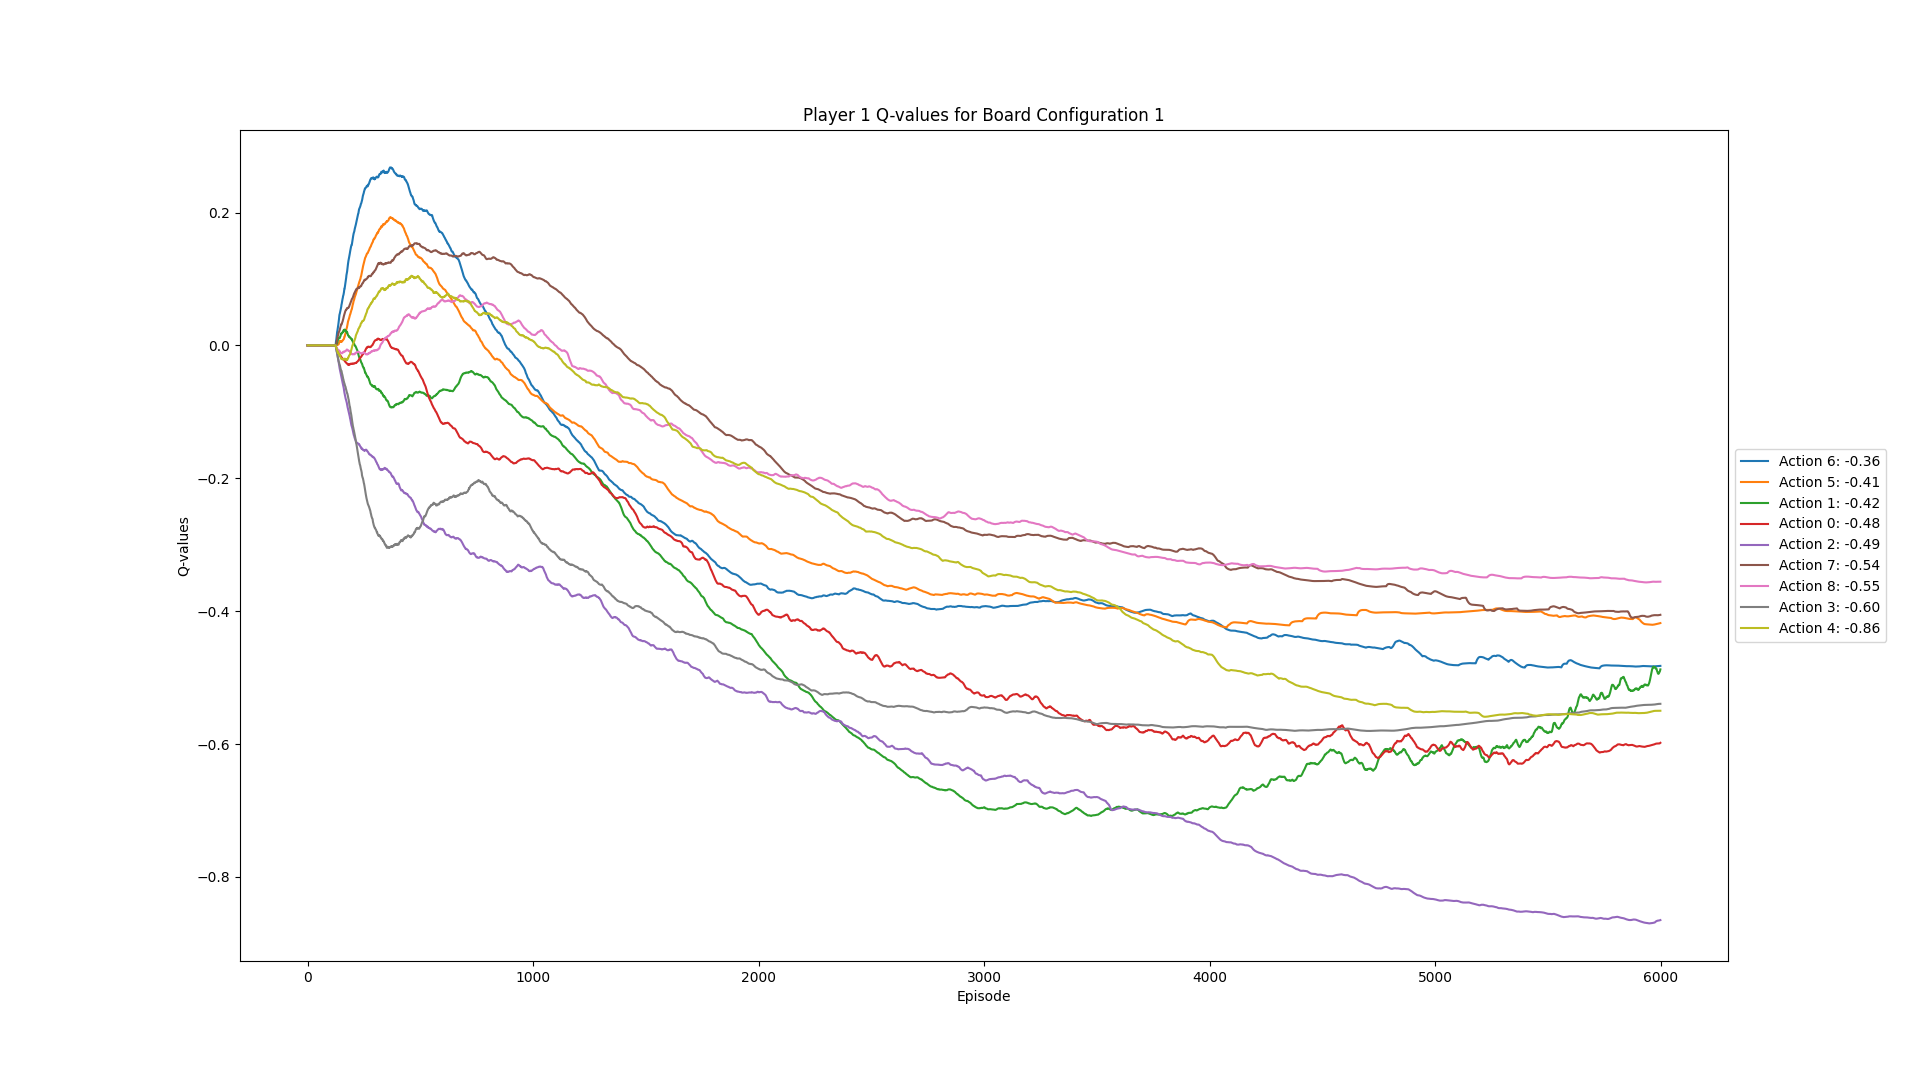 Player 1 Q-values for Board Configuration 1
0.2
0.0
−0.2
−0.4
−0.6
−0.8
Q-values
0 1000 2000 3000 4000 5000 6000
Episode
Action 6: -0.36
Action 5: -0.41
Action 1: -0.42
Action 0: -0.48
Action 2: -0.49
Action 7: -0.54
Action 8: -0.55
Action 3: -0.60
Action 4: -0.86